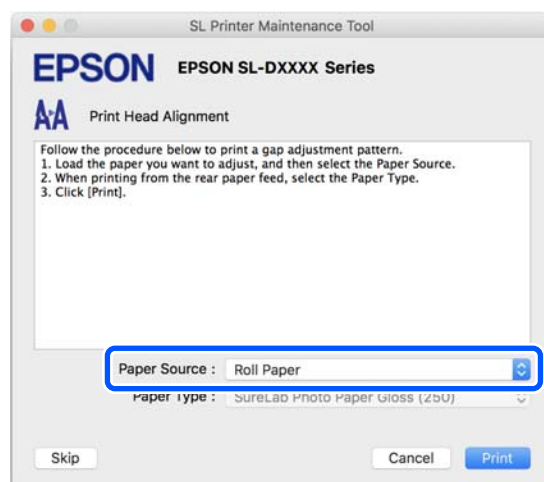 SL Printer Maintenance Tool
EPSON EPSON SL-DXXXX Series
Print Head Alignment
Follow the procedure below to print a gap adjustment pattern.
1. Load the paper you want to adjust, and then select the Paper Source.
2. When printing from the rear paper feed, select the Paper Type.
3. Click [Print].
Paper Source : Roll Paper
Paper Type : SureLab Photo Paper Gloss (250)
Skip Cancel Print